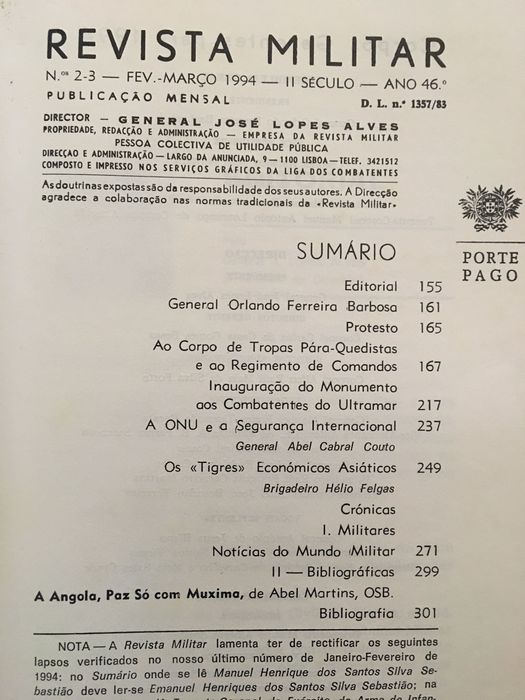 REVISTA MILITAR
N.os 2-3 — FEV.-MARÇO 1994 — II SÉCULO — ANO 46.º
PUBLICAÇÃO MENSAL D. L. n.º 1357/83
DIRECTOR — GENERAL JOSÉ LOPES ALVES
PROPRIEDADE, REDACÇÃO E ADMINISTRAÇÃO — EMPRESA DA REVISTA MILITAR
PESSOA COLECTIVA DE UTILIDADE PÚBLICA
DIRECÇAO E ADMINISTRAÇÃO — LARGO DA ANUNCIADA, 9 — 1100 LISBOA — TELEF. 3421512
COMPOSTO E IMPRESSO NOS SERVIÇOS GRÁFICOS DA LIGA DOS COMBATENTES
As doutrinas expostas são da responsabilidade dos seus autores. A Direcção
agradece a colaboração nas normas tradicionais da «Revista Militar»
PORTE
PAGO
SUMÁRIO
Editorial 155
General Orlando Ferreira Barbosa 161
Protesto 165
Ao Corpo de Tropas Pára-Quedistas
e ao Regimento de Comandos 167
Inauguração do Monumento
aos Combatentes do Ultramar 217
A ONU e a Segurança Internacional 237
General Abel Cabral Couto
Os «Tigres» Económicos Asiáticos 249
Brigadeiro Hélio Felgas
Crónicas
I. Militares
Notícias do Mundo Militar 271
II — Bibliográficas 299
A Angola, Paz Só com Muxima, de Abel Martins, OSB.
Bibliografia 301
NOTA — A Revista Militar lamenta ter de rectificar os seguintes
lapsos verificados no nosso último número de Janeiro-Fevereiro de
1994: no Sumário onde se lê Manuel Henrique dos Santos Silva Se-
bastião deve ler-se Emanuel Henriques dos Santos Silva Sebastião; na